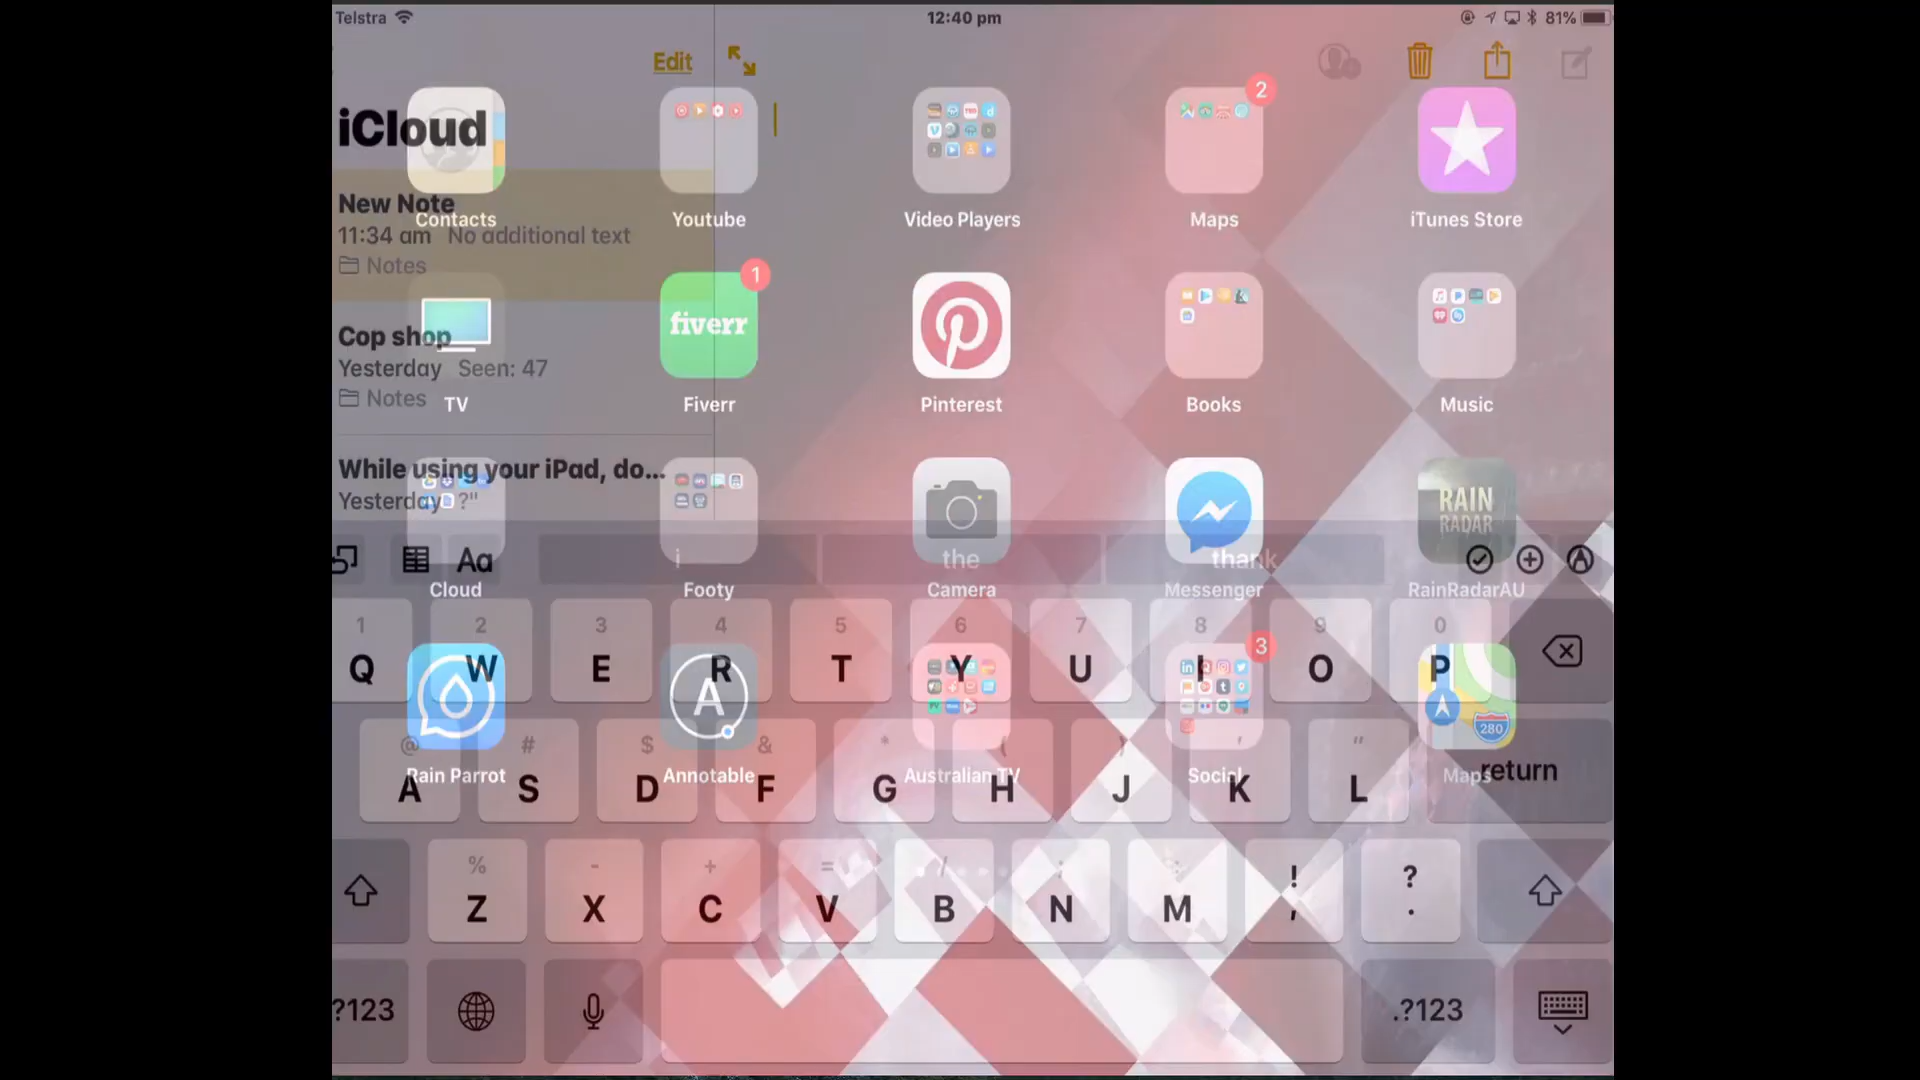 Telstra 12:40 pm 81%
Edit
iCloud
2
Contacts Youtube Video Players Maps iTunes Store
New Note
11:34 am No additional text
Notes
1
fiverr
Cop shop
Yesterday Seen: 47
Notes
TV Fiverr Pinterest Books Music
While using your iPad, do...
Yesterday ?"
RAIN
RADAR
Aa i the thank
Cloud Footy Camera Messenger RainRadarAU
1 2 3 4 5 6 7 8 9 0
3
Q W E R T Y U I O P
280
@ # $ & * ( ) ' "
Rain Parrot Annotable Australian TV Social Maps
A S D F G H J K L return
% - + = / ; : ! ?
Z X C V B N M , .
?123 .?123